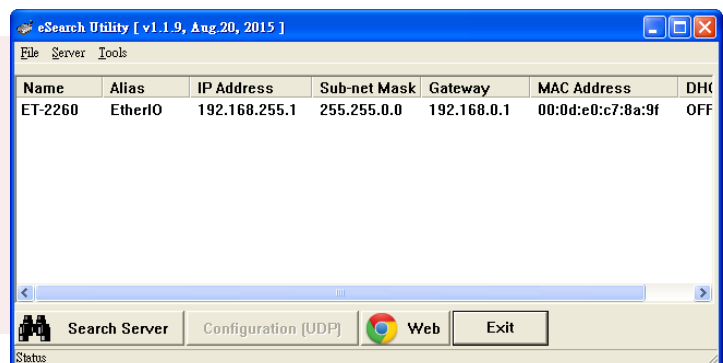 eSearch Utility [ v1.1.9, Aug.20, 2015 ]
File Server Tools
Name Alias IP Address Sub-net Mask Gateway MAC Address DHC
ET-2260 EtherIO 192.168.255.1 255.255.0.0 192.168.0.1 00:0d:e0:c7:8a:9f OFF
Search Server Configuration (UDP) Web Exit
Status